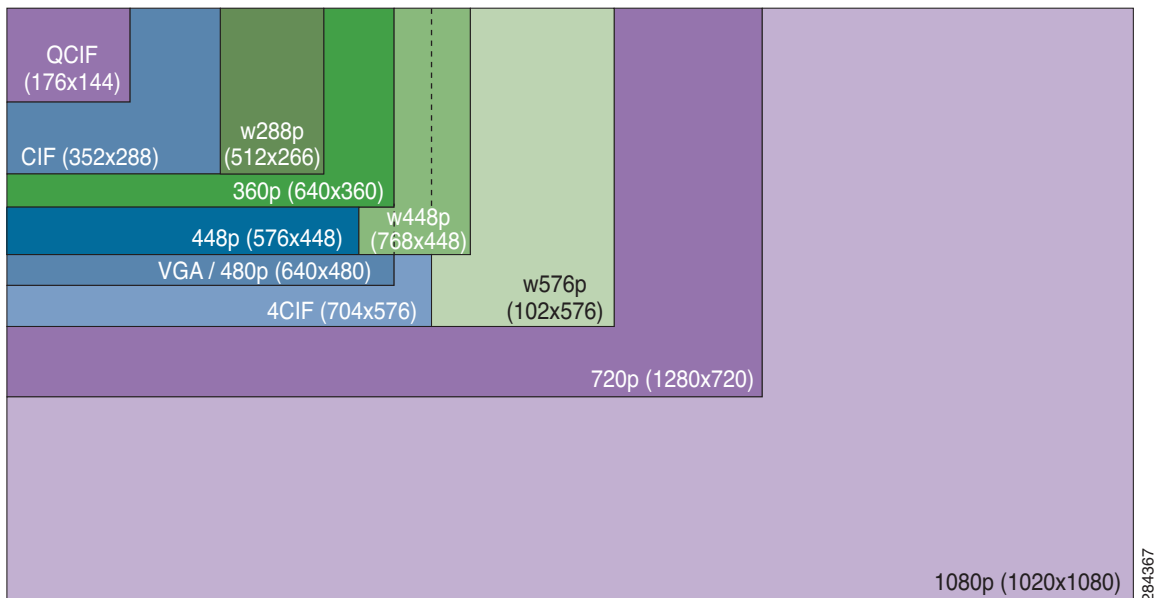 QCIF
(176x144)
CIF (352x288)
w288p
(512x266)
360p (640x360)
w448p
(768x448)
448p (576x448)
VGA / 480p (640x480)
w576p
(102x576)
4CIF (704x576)
720p (1280x720)
1080p (1020x1080)
284367